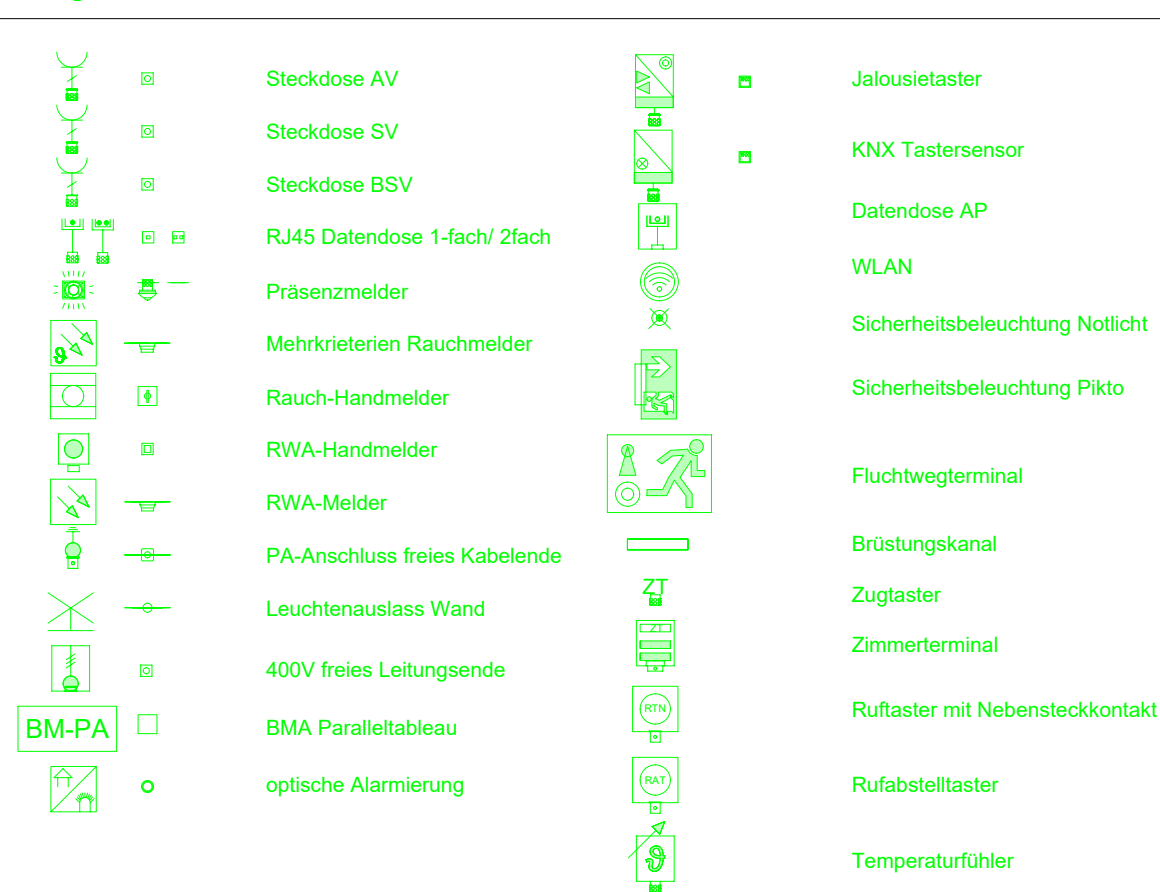 Steckdose AV
Steckdose SV
Steckdose BSV
RJ45 Datendose 1-fach/ 2fach
Präsenzmelder
Mehrkrieterien Rauchmelder
Rauch-Handmelder
RWA-Handmelder
RWA-Melder
PA-Anschluss freies Kabelende
Leuchtenauslass Wand
400V freies Leitungsende
BM-PA BMA Paralleltableau
optische Alarmierung
Jalousietaster
KNX Tastersensor
Datendose AP
WLAN
Sicherheitsbeleuchtung Notlicht
Sicherheitsbeleuchtung Pikto
Fluchtwegterminal
Brüstungskanal
ZT Zugtaster
ZT Zimmerterminal
RTN Ruftaster mit Nebensteckkontakt
RAT Rufabstelltaster
ϑ Temperaturfühler